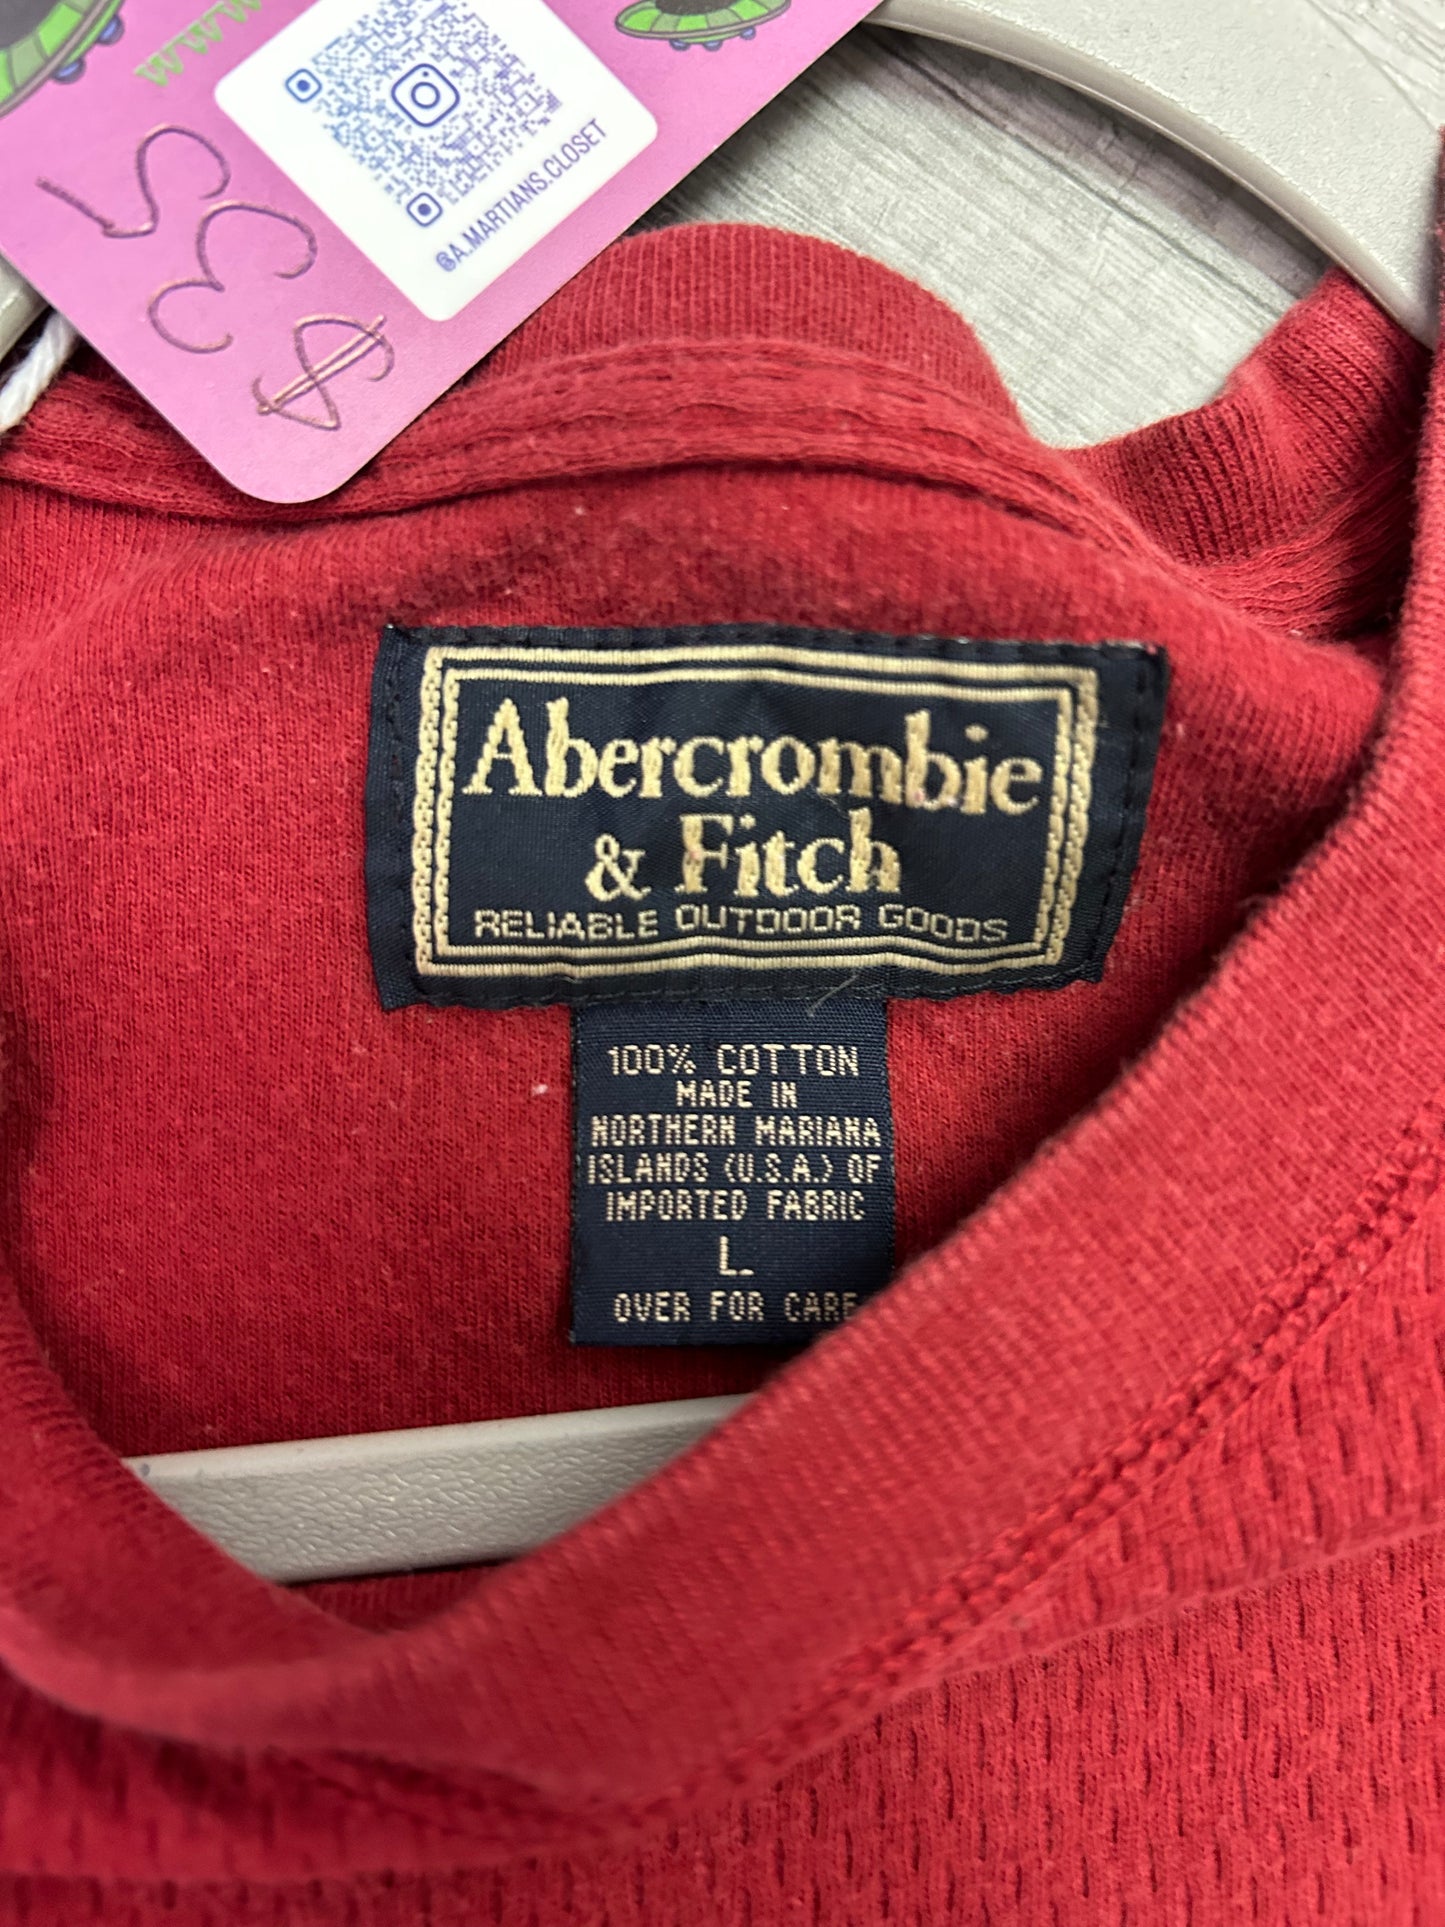 www
@A.MARTIANS.CLOSET
Abercrombie
& Fitch
RELIABLE OUTDOOR GOODS
100% COTTON
MADE IN
NORTHERN MARIANA
ISLANDS (U.S.A.) OF
IMPORTED FABRIC
L
OVER FOR CARE